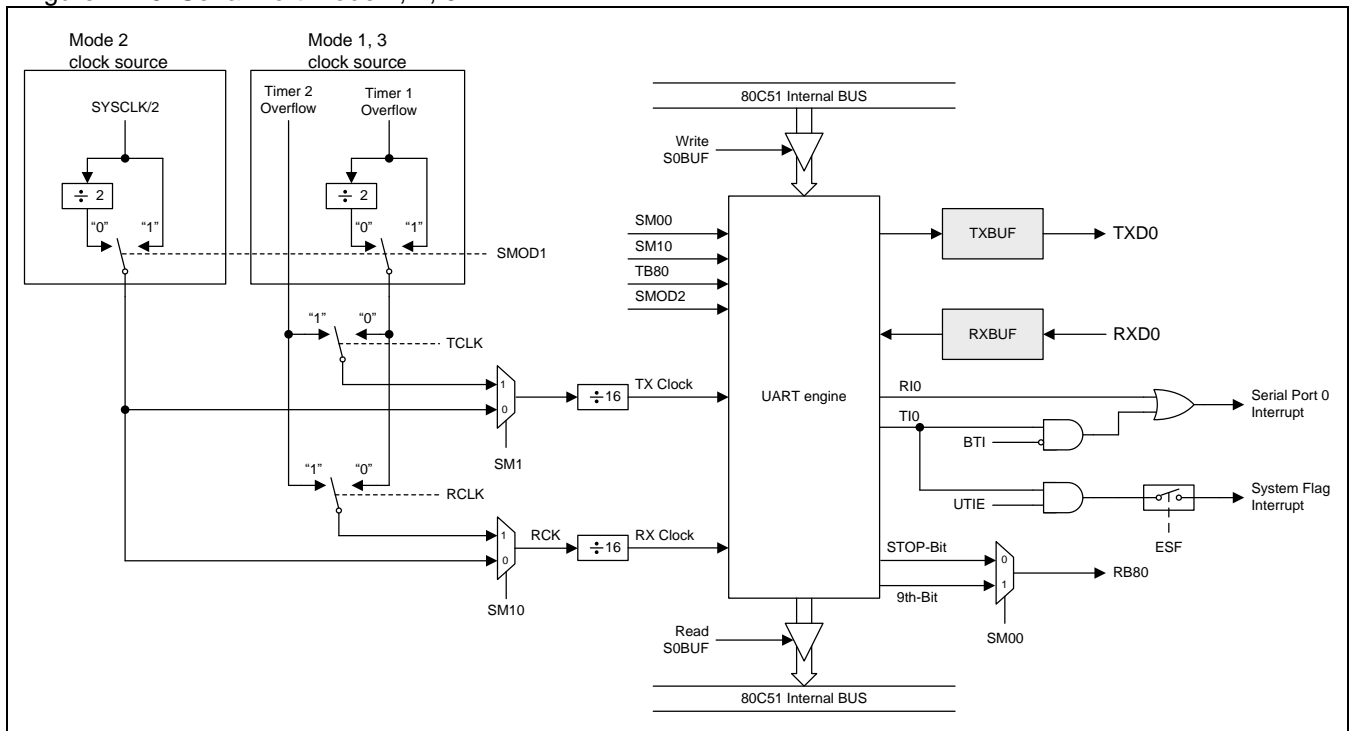 Mode 2
clock source
Mode 1, 3
clock source
SYSCLK/2
Timer 2
Overflow
Timer 1
Overflow
÷ 2
÷ 2
“0”
“1”
“0”
“1”
SMOD1
“1”
“0”
TCLK
1
0
SM1
÷16
TX Clock
“1”
“0”
RCLK
1
0
SM10
RCK
÷16
RX Clock
80C51 Internal BUS
Write
S0BUF
SM00
SM10
TB80
SMOD2
UART engine
TXBUF
TXD0
RXBUF
RXD0
RI0
TI0
BTI
Serial Port 0
Interrupt
UTIE
ESF
System Flag
Interrupt
STOP-Bit
9th-Bit
0
1
SM00
RB80
Read
S0BUF
80C51 Internal BUS